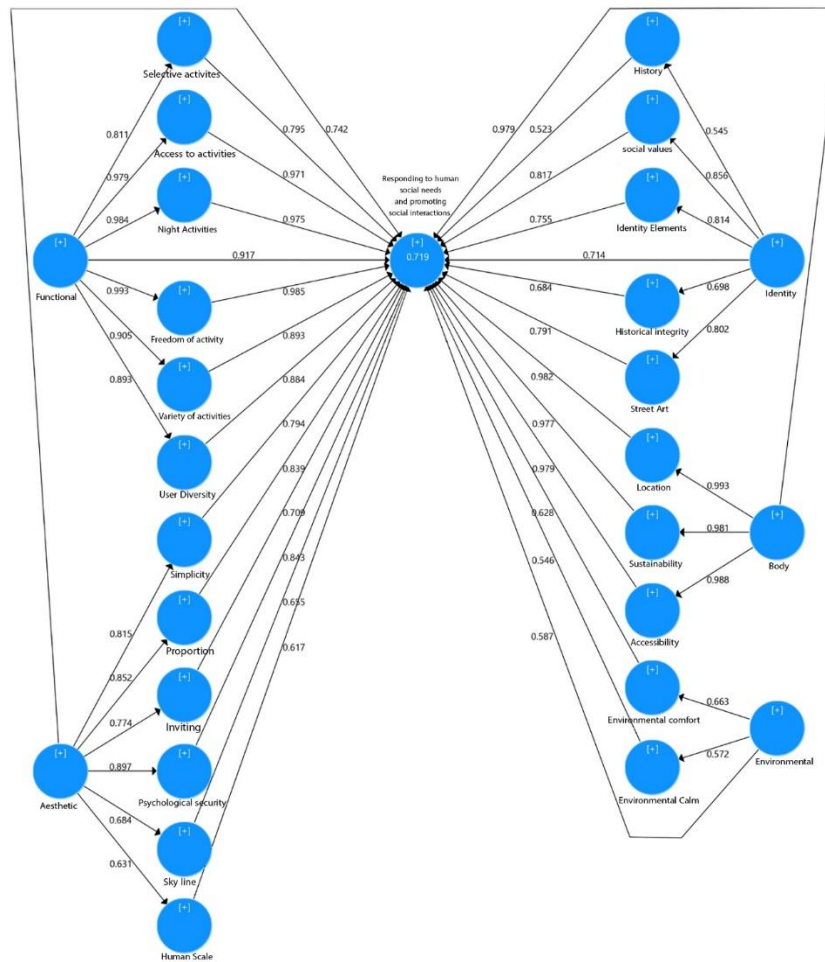 [+]
Selective activites
[+]
History
0.811
0.795
0.742
0.979
0.523
0.545
[+]
Access to activities
[+]
social values
0.979
0.971
0.817
0.856
Responding to human
social needs
and promoting
social interactions
[+]
Night Activities
[+]
Identity Elements
0.984
0.975
0.755
0.814
[+]
Functional
0.917
[+]
0.719
0.714
[+]
Identity
0.993
[+]
Freedom of activity
0.985
0.684
[+]
Historical integrity
0.698
0.905
0.893
[+]
Variety of activities
0.893
0.791
[+]
Street Art
0.802
[+]
User Diversity
0.884
0.982
[+]
Location
0.993
0.794
0.977
[+]
Simplicity
0.839
0.979
[+]
Sustainability
0.981
[+]
Body
0.815
[+]
Proportion
0.709
0.628
[+]
Accessibility
0.988
0.852
0.843
0.546
[+]
Inviting
0.655
0.587
[+]
Environmental comfort
0.663
0.774
0.617
[+]
Aesthetic
0.897
[+]
Psychological security
[+]
Environmental Calm
0.572
[+]
Environmental
0.684
[+]
Sky line
0.631
[+]
Human Scale